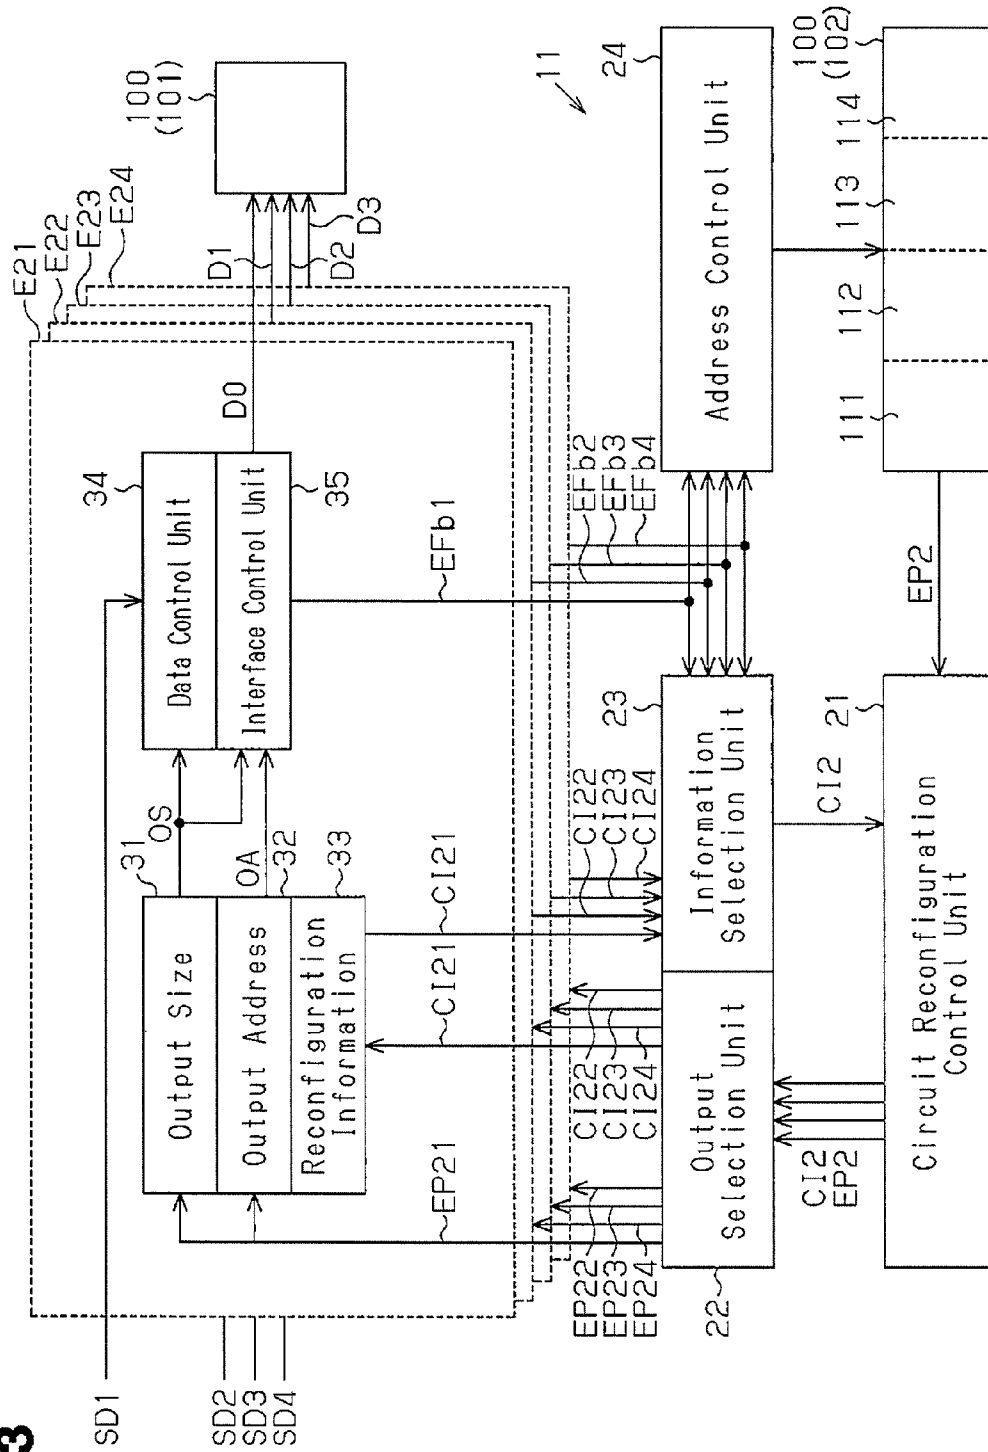 3
SD1
SD2
SD3
SD4
E21
E22
E23
E24
31
Output Size
Output Address
32
Reconfiguration
Information
33
OS
OA
34
Data Control Unit
Interface Control Unit
35
D0
D1
D2
D3
100
(101)
11
EP21
CI21
CI21
EFb1
EP22
EP23
EP24
CI22
CI23
CI24
CI22
CI23
CI24
EFb2
EFb3
EFb4
22
Output
Selection Unit
Information
Selection Unit
23
Address Control Unit
24
CI2
EP2
CI2
Circuit Reconfiguration
Control Unit
21
EP2
111
112
113
114
100
(102)